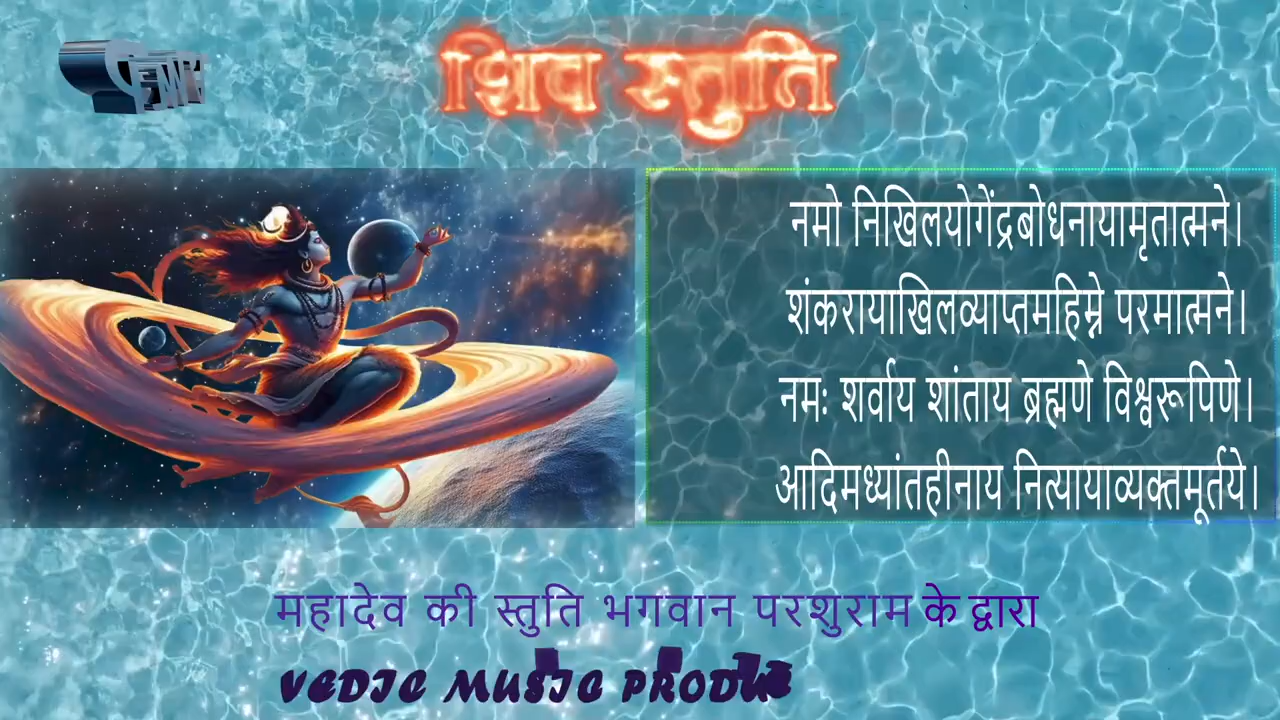 शिव स्तुति
नमो निखिलयोगेंद्रबोधनायामृतात्मने।
शंकरायाखिलव्याप्तमहिम्ने परमात्मने।
नमः शर्वाय शांताय ब्रह्मणे विश्वरूपिणे।
आदिमध्यांतहीनाय नित्यायाव्यक्तमूर्तये।
महादेव की स्तुति भगवान परशुराम के द्वारा
VEDIC MUSIC